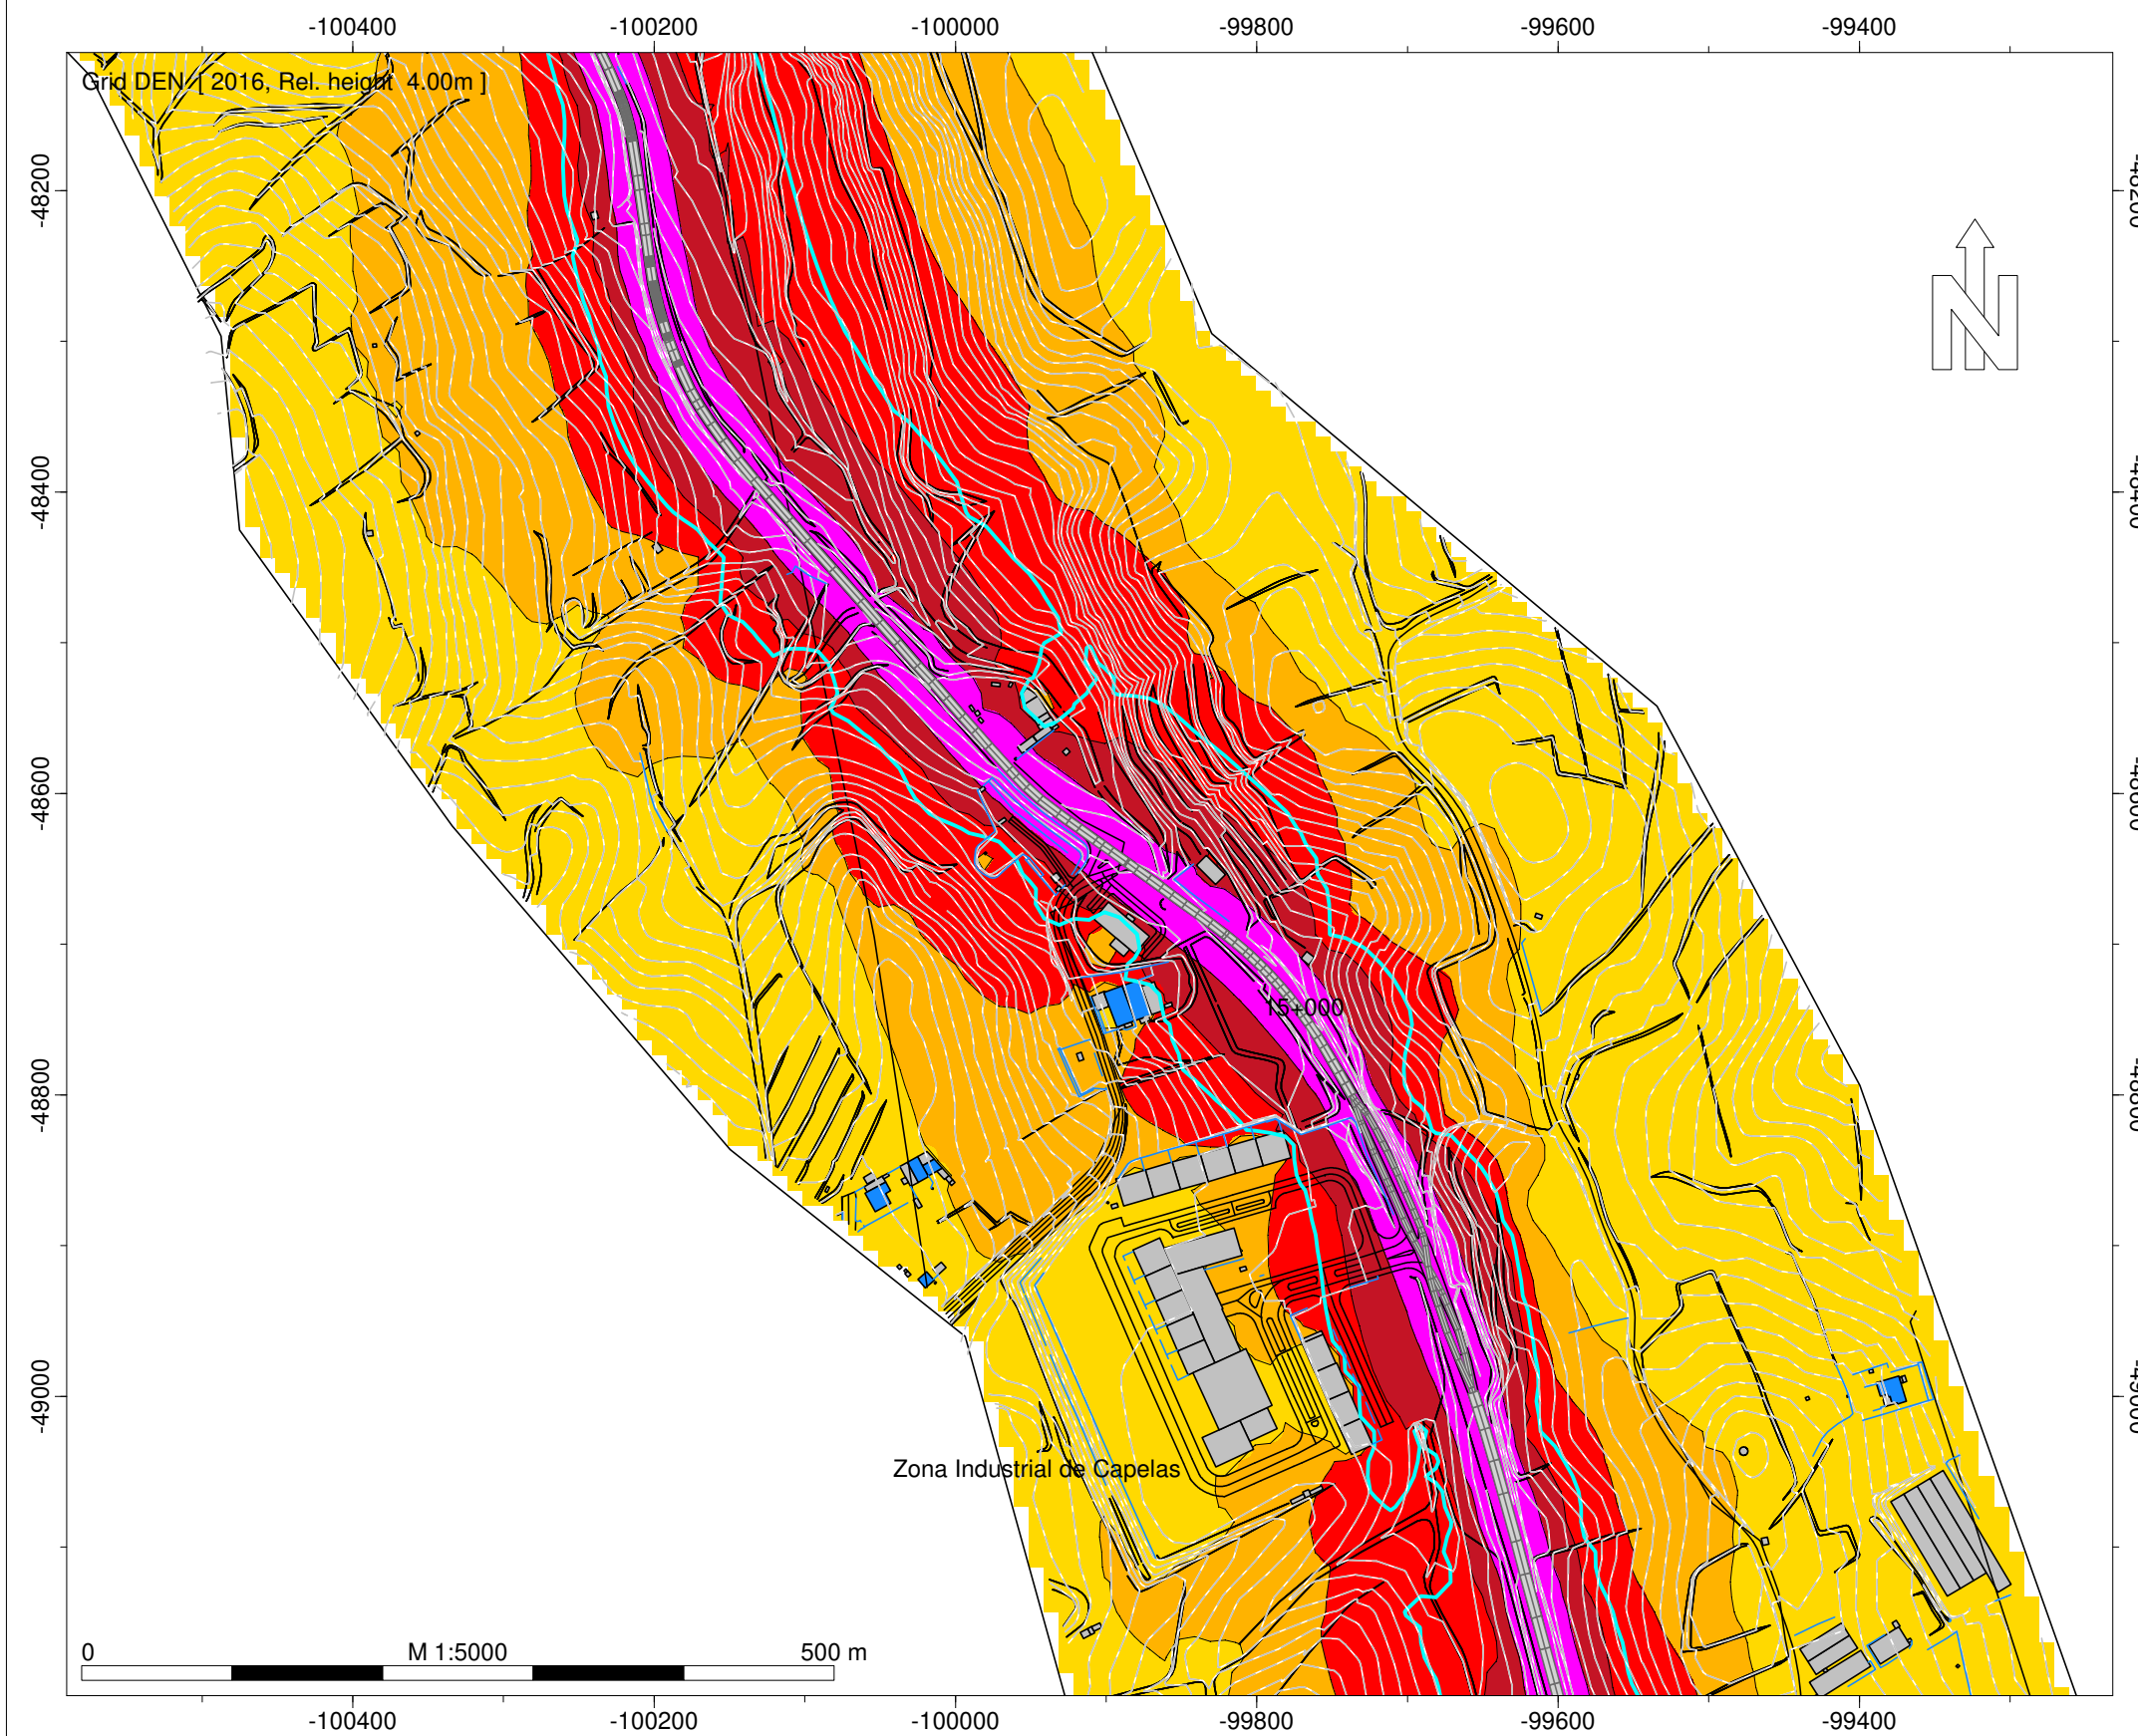 -100400 -100200 -100000 -99800 -99600 -99400
Grid DEN [ 2016, Rel. height 4.00m ]
-48200
N
-48400
-48600
15+000
-48800
-49000
Zona Industrial de Capelas
0 M 1:5000 500 m
-100400 -100200 -100000 -99800 -99600 -99400